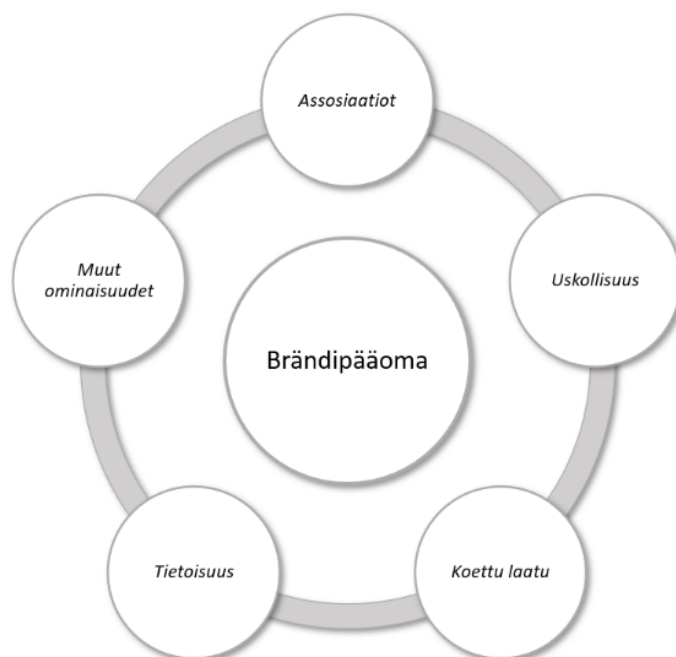 Assosiaatiot
Muut
ominaisuudet
Uskollisuus
Brändipääoma
Tietoisuus
Koettu laatu